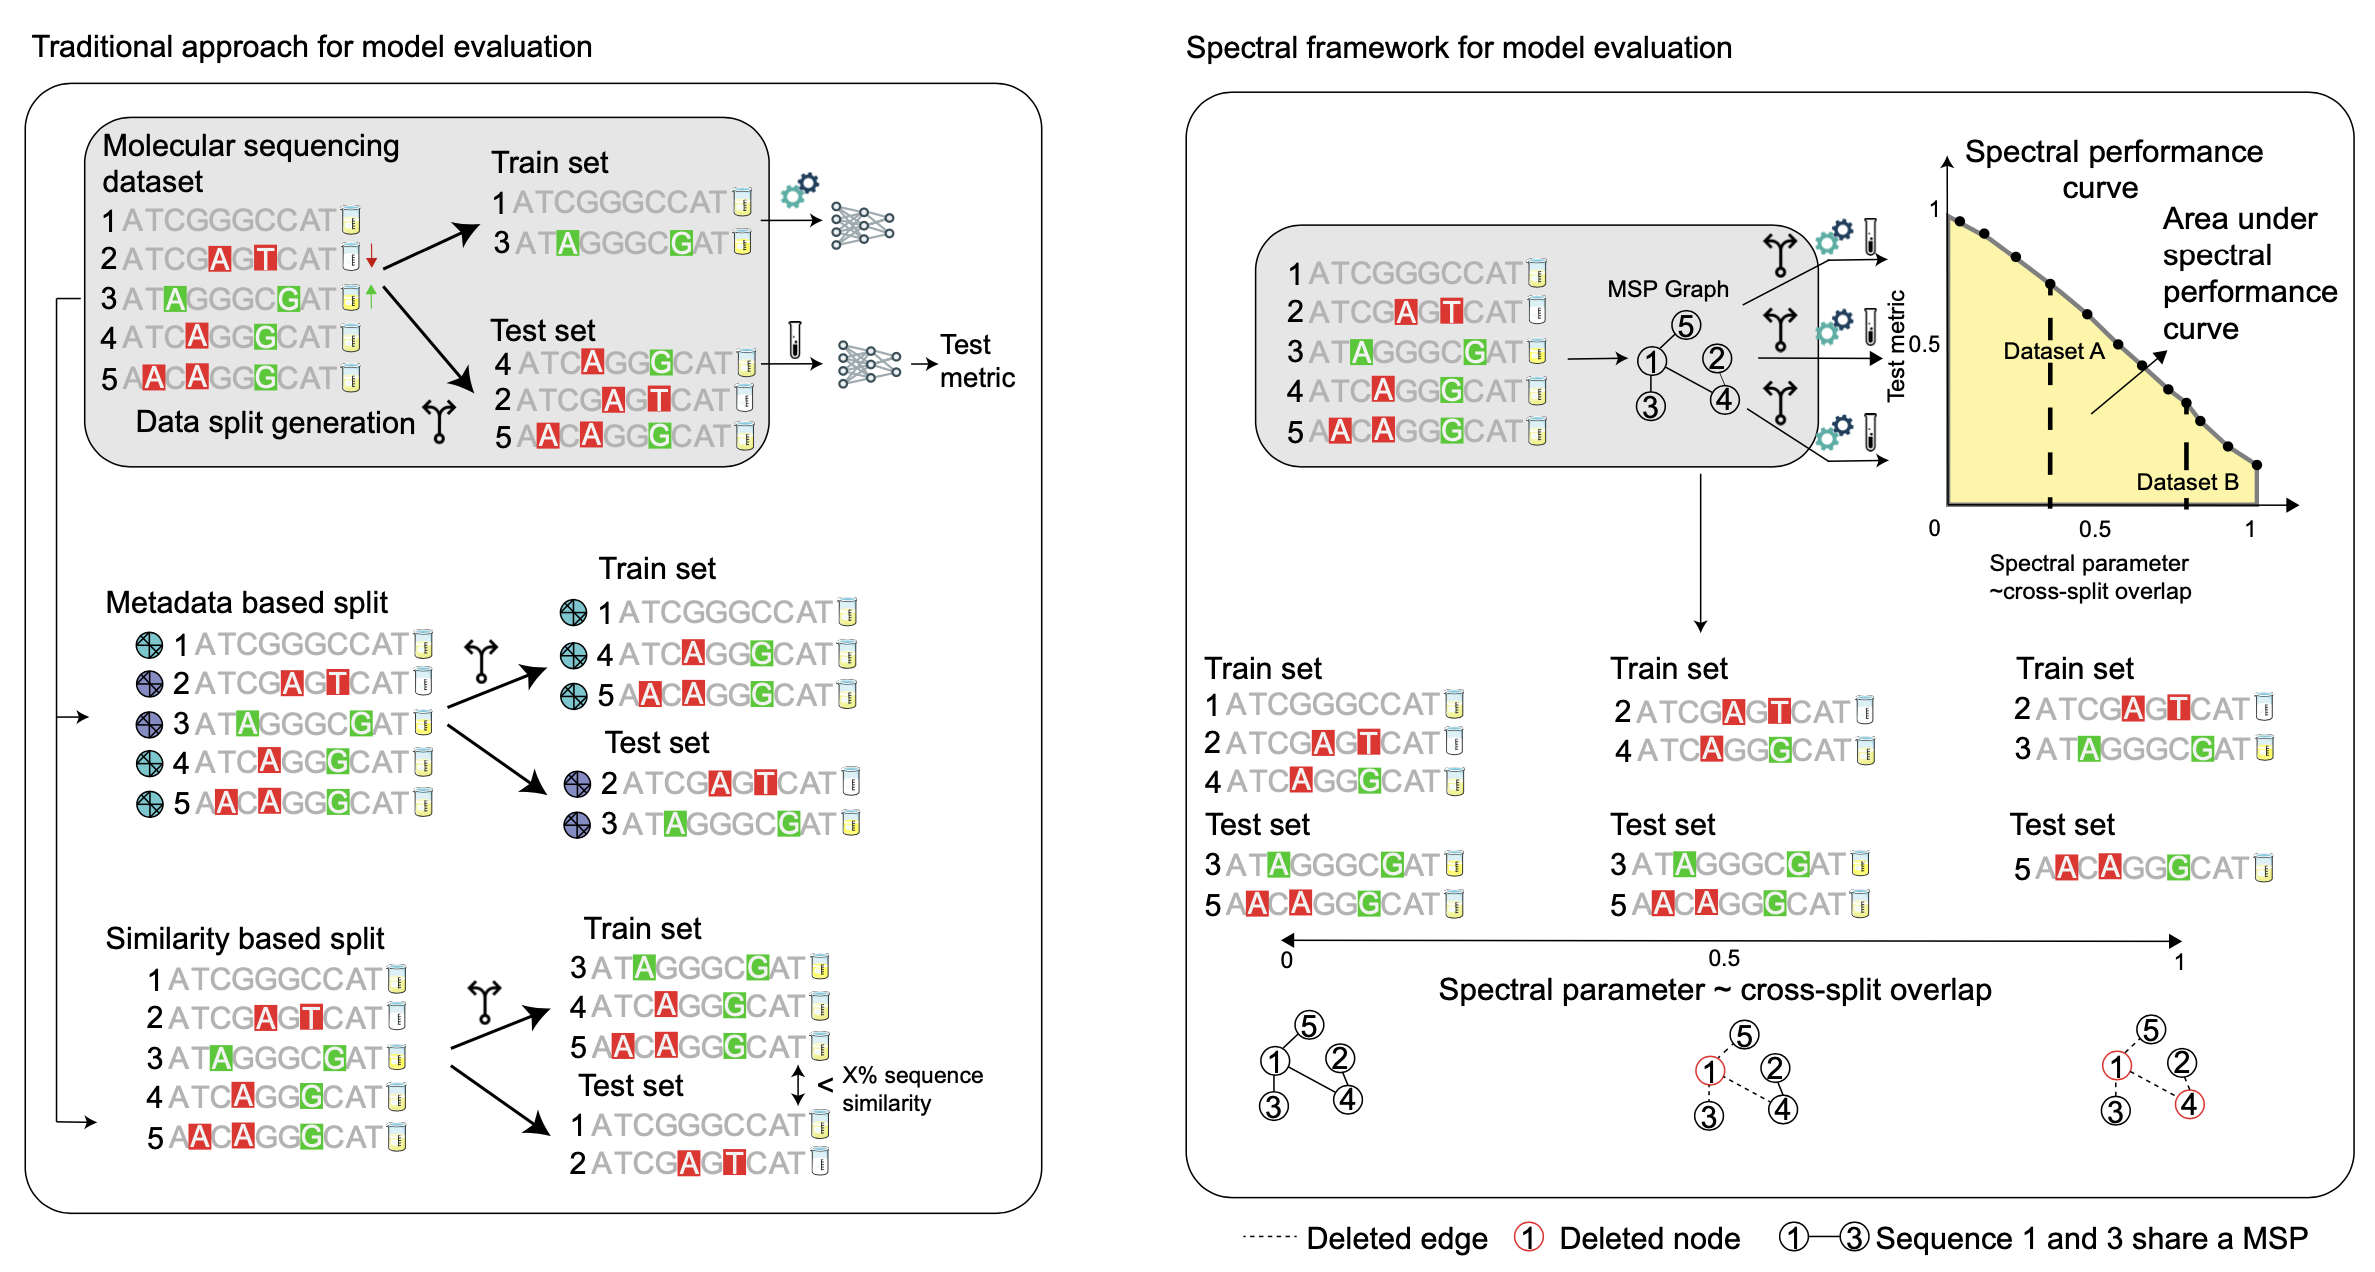 Traditional approach for model evaluation
Molecular sequencing
dataset
1 ATCGGGCCAT
2 ATCGAGTCAT
3 ATAGGGCGAT
4 ATCAGGGCAT
5 AACAGGGCAT
Data split generation
Train set
1 ATCGGGCCAT
3 ATAGGGCGAT
Test set
4 ATCAGGGCAT
2 ATCGAGTCAT
5 AACAGGGCAT
Test
metric
Metadata based split
1 ATCGGGCCAT
2 ATCGAGTCAT
3 ATAGGGCGAT
4 ATCAGGGCAT
5 AACAGGGCAT
Train set
1 ATCGGGCCAT
4 ATCAGGGCAT
5 AACAGGGCAT
Test set
2 ATCGAGTCAT
3 ATAGGGCGAT
Similarity based split
1 ATCGGGCCAT
2 ATCGAGTCAT
3 ATAGGGCGAT
4 ATCAGGGCAT
5 AACAGGGCAT
Train set
3 ATAGGGCGAT
4 ATCAGGGCAT
5 AACAGGGCAT
< X% sequence
similarity
Test set
1 ATCGGGCCAT
2 ATCGAGTCAT
Spectral framework for model evaluation
1 ATCGGGCCAT
2 ATCGAGTCAT
3 ATAGGGCGAT
4 ATCAGGGCAT
5 AACAGGGCAT
MSP Graph
5
1 2
3 4
Spectral performance
curve
Area under
spectral
performance
curve
Test metric
1
0.5
Dataset A
Dataset B
0 0.5 1
Spectral parameter
~cross-split overlap
Train set
1 ATCGGGCCAT
2 ATCGAGTCAT
4 ATCAGGGCAT
Test set
3 ATAGGGCGAT
5 AACAGGGCAT
Train set
2 ATCGAGTCAT
4 ATCAGGGCAT
Test set
3 ATAGGGCGAT
5 AACAGGGCAT
Train set
2 ATCGAGTCAT
3 ATAGGGCGAT
Test set
5 AACAGGGCAT
0 0.5 1
Spectral parameter ~ cross-split overlap
5
1 2
3 4
5
1 2
3 4
5
1 2
3 4
Deleted edge
1 Deleted node
1 3 Sequence 1 and 3 share a MSP